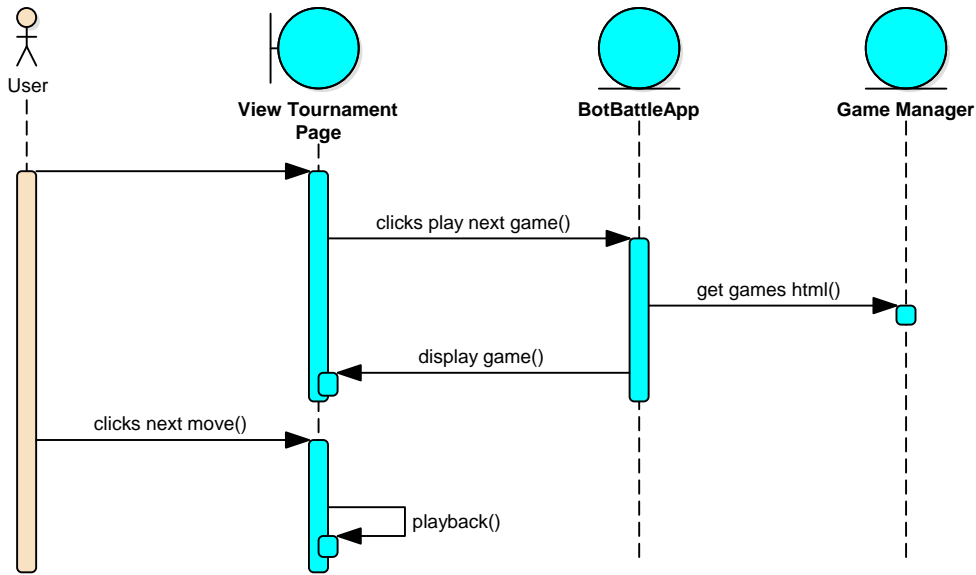 User
View Tournament
Page
BotBattleApp
Game Manager
clicks play next game()
get games html()
display game()
clicks next move()
playback()